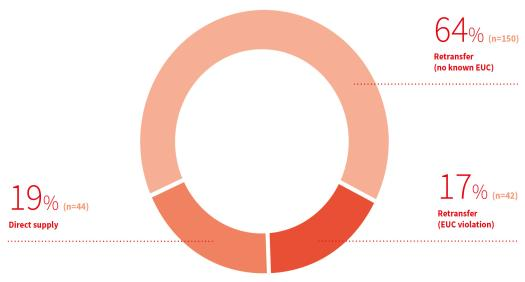 64% (n=150)
Retransfer
(no known EUC)
17% (n=42)
Retransfer
(EUC violation)
19% (n=44)
Direct supply